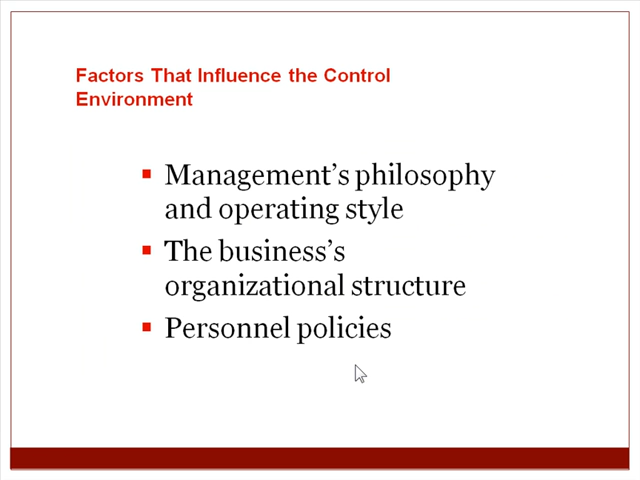 Factors That Influence the Control
Environment
Management’s philosophy
and operating style
The business’s
organizational structure
Personnel policies